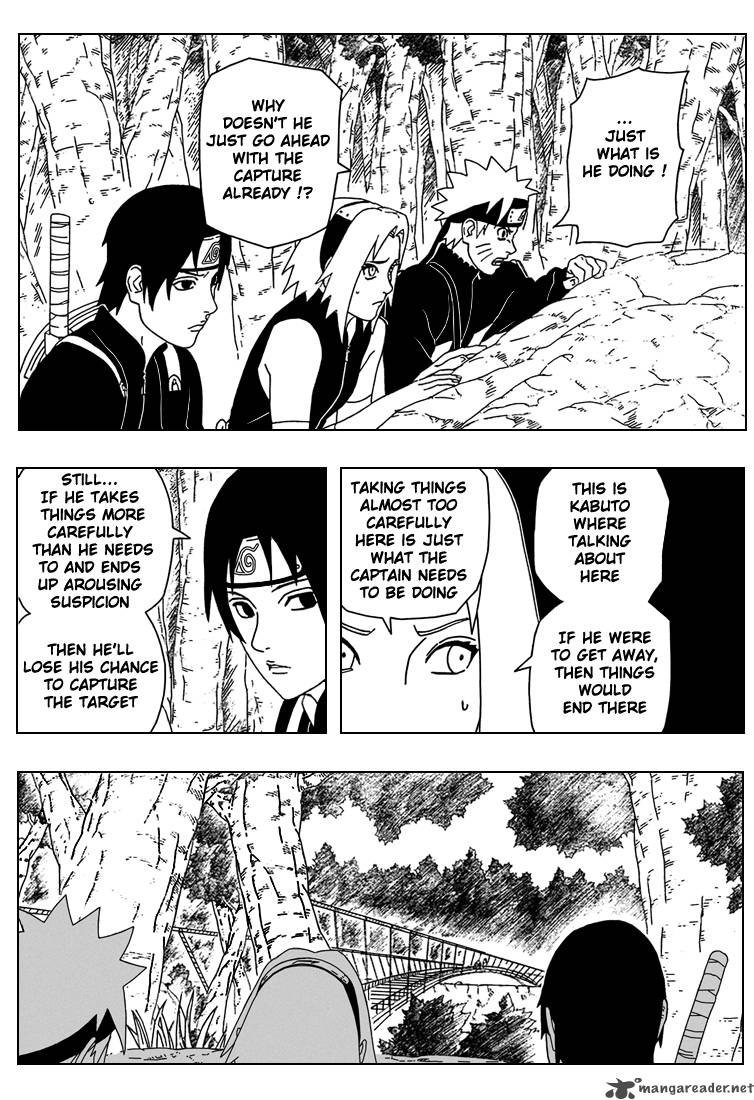 ...
JUST
WHAT IS
HE DOING !
WHY
DOESN'T HE
JUST GO AHEAD
WITH THE
CAPTURE
ALREADY !?
THIS IS
KABUTO
WHERE
TALKING
ABOUT
HERE
IF HE WERE
TO GET AWAY,
THEN THINGS
WOULD
END THERE
TAKING THINGS
ALMOST TOO
CAREFULLY
HERE IS JUST
WHAT THE
CAPTAIN NEEDS
TO BE DOING
STILL...
IF HE TAKES
THINGS MORE
CAREFULLY
THAN HE NEEDS
TO AND ENDS
UP AROUSING
SUSPICION
THEN HE'LL
LOSE HIS CHANCE
TO CAPTURE
THE TARGET
mangareader.net